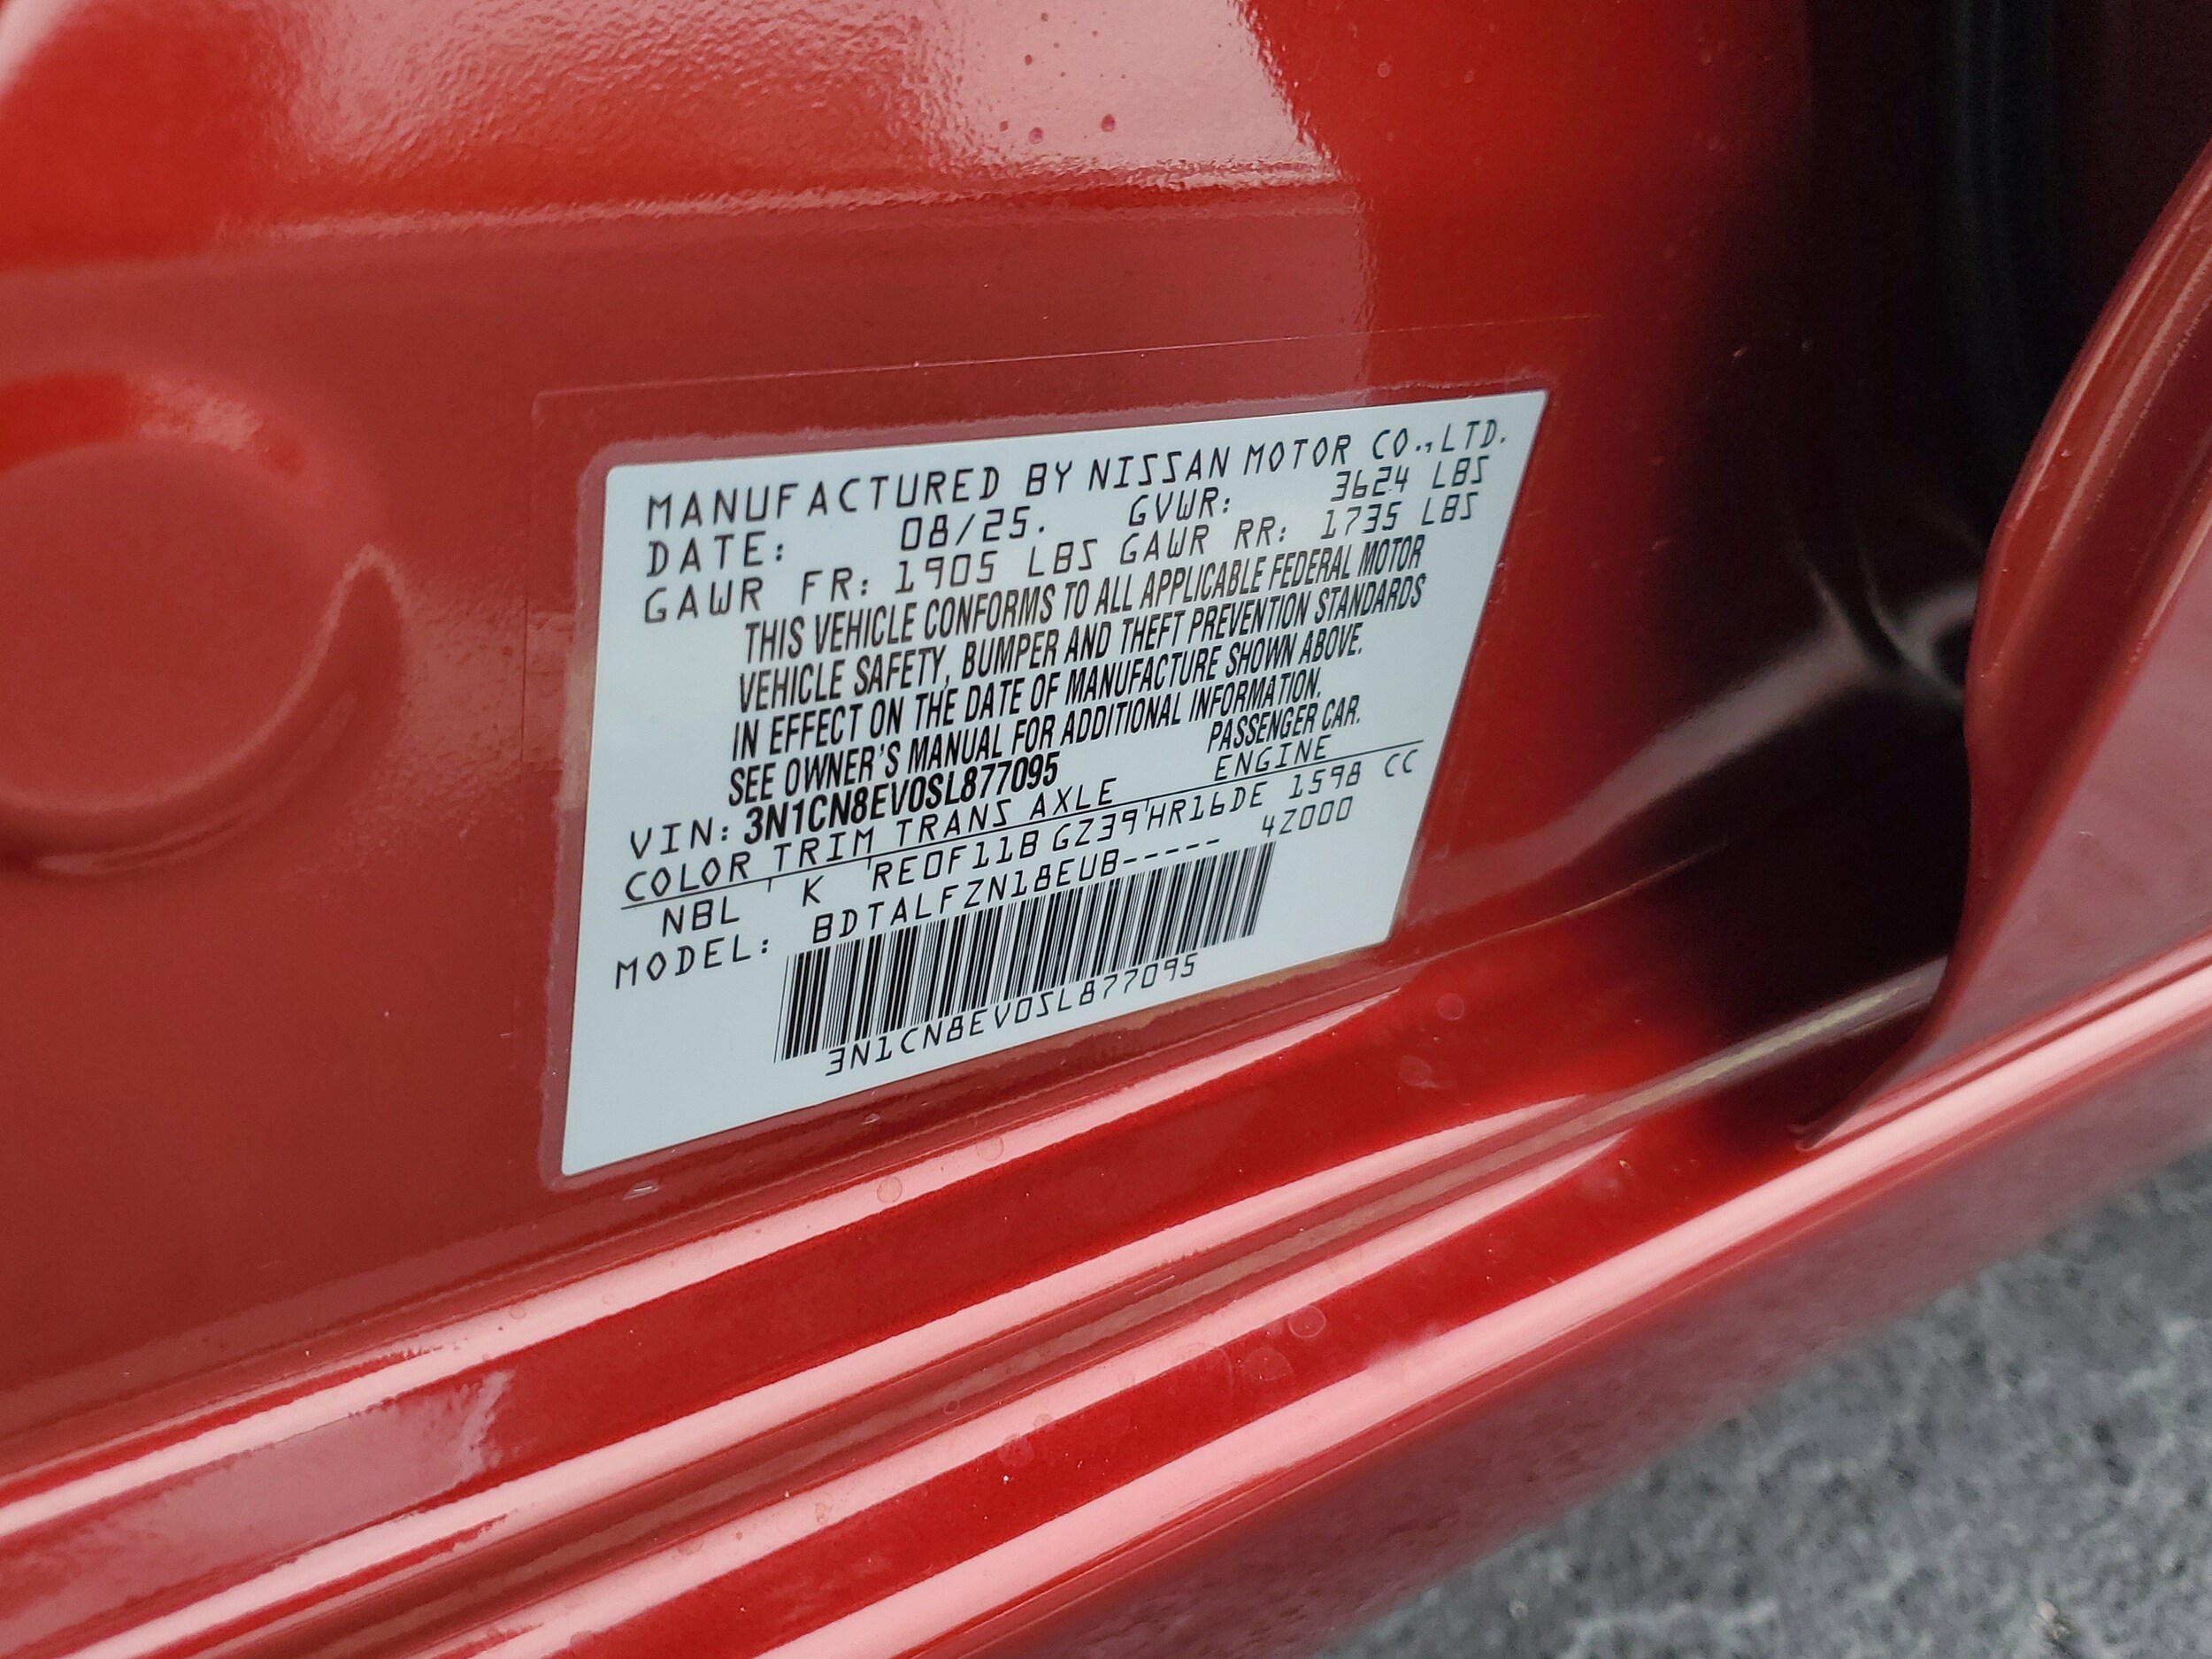 MANUFACTURED BY NISSAN MOTOR CO.,LTD.
DATE: 08/25. GVWR: 3624 LBS
GAWR FR: 1905 LBS GAWR RR: 1735 LBS
THIS VEHICLE CONFORMS TO ALL APPLICABLE FEDERAL MOTOR
VEHICLE SAFETY, BUMPER AND THEFT PREVENTION STANDARDS
IN EFFECT ON THE DATE OF MANUFACTURE SHOWN ABOVE.
SEE OWNER'S MANUAL FOR ADDITIONAL INFORMATION.
VIN: 3N1CN8EV0SL877095 PASSENGER CAR.
COLOR TRIM TRANS AXLE ENGINE
NBL K RE0F11B GZ39 HR16DE 1598 CC
MODEL: BDTALFZN18EUB----- 4Z000
3N1CN8EV0SL877095